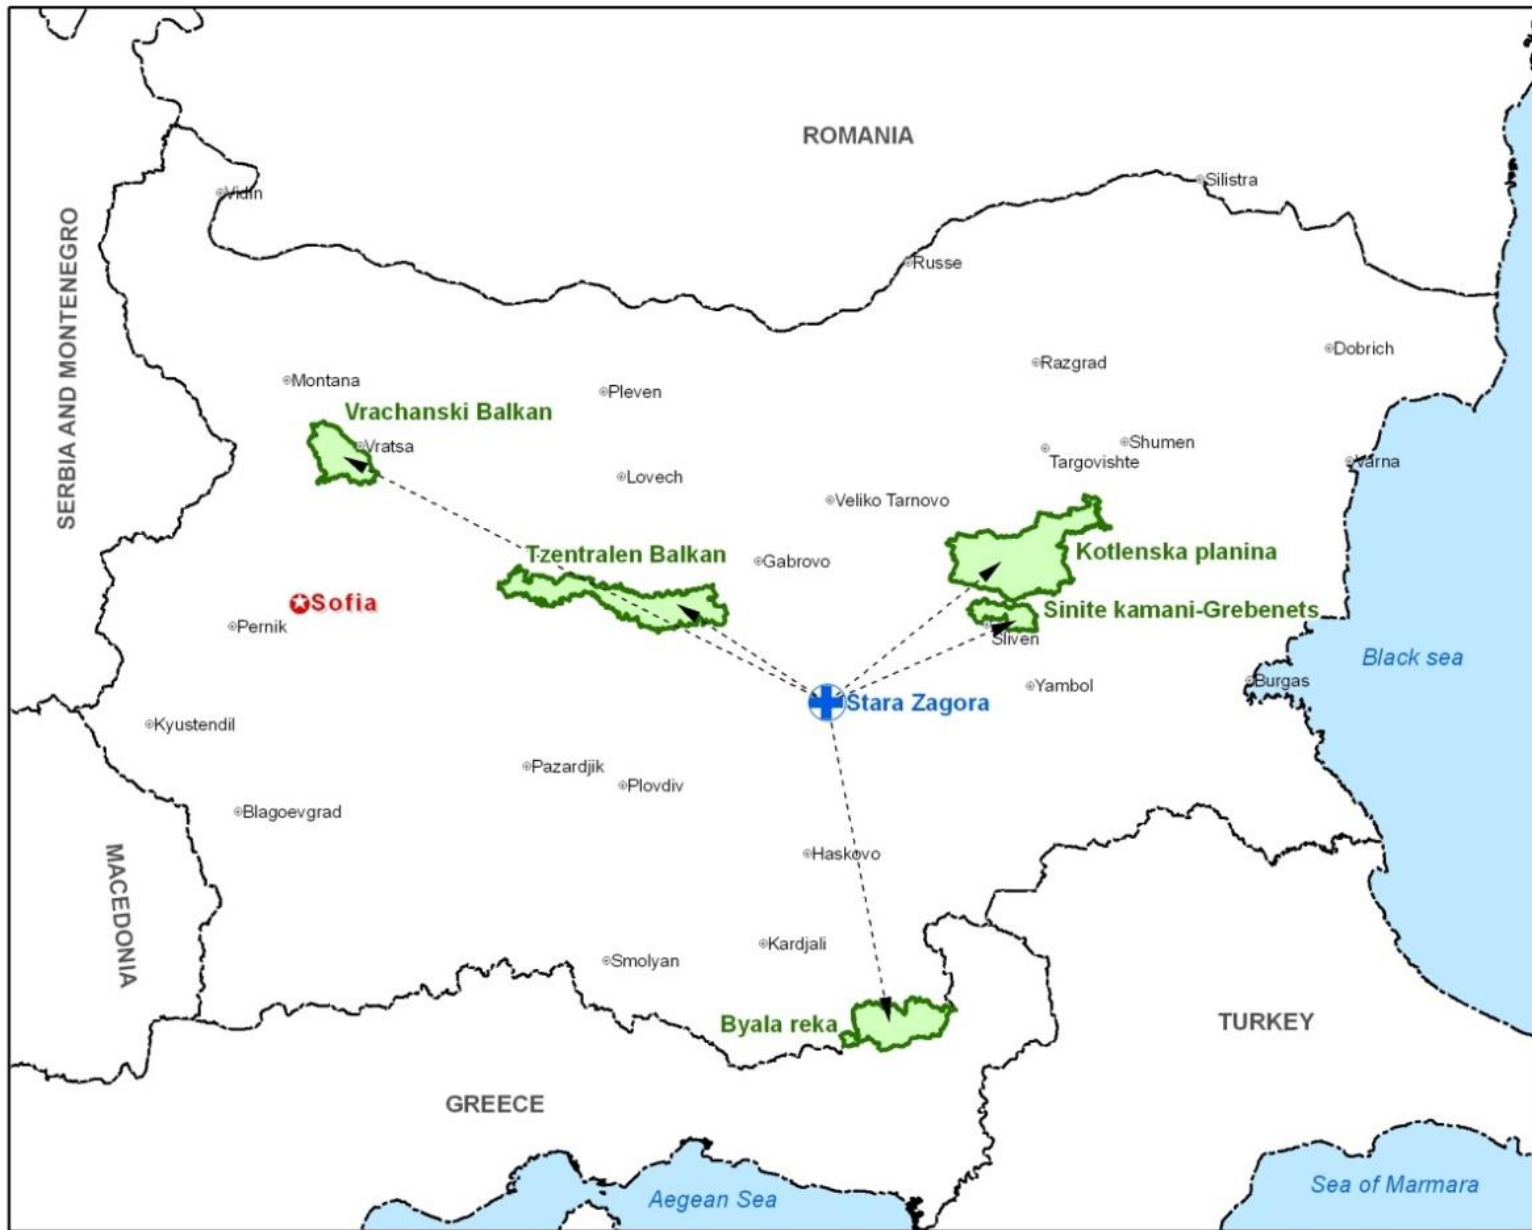 ROMANIA
Silistra
Vidin
SERBIA AND MONTENEGRO
Russe
Dobrich
Razgrad
Montana
Pleven
Vrachanski Balkan
Vratsa
Shumen
Targovishte
Varna
Lovech
Veliko Tarnovo
Tzentralen Balkan
Gabrovo
Kotlenska planina
Sofia
Sinite kamani-Grebenets
Pernik
Sliven
Black sea
Burgas
Yambol
Stara Zagora
Kyustendil
Pazardjik
Plovdiv
Blagoevgrad
Haskovo
MACEDONIA
Kardjali
Smolyan
Byala reka
TURKEY
GREECE
Sea of Marmara
Aegean Sea